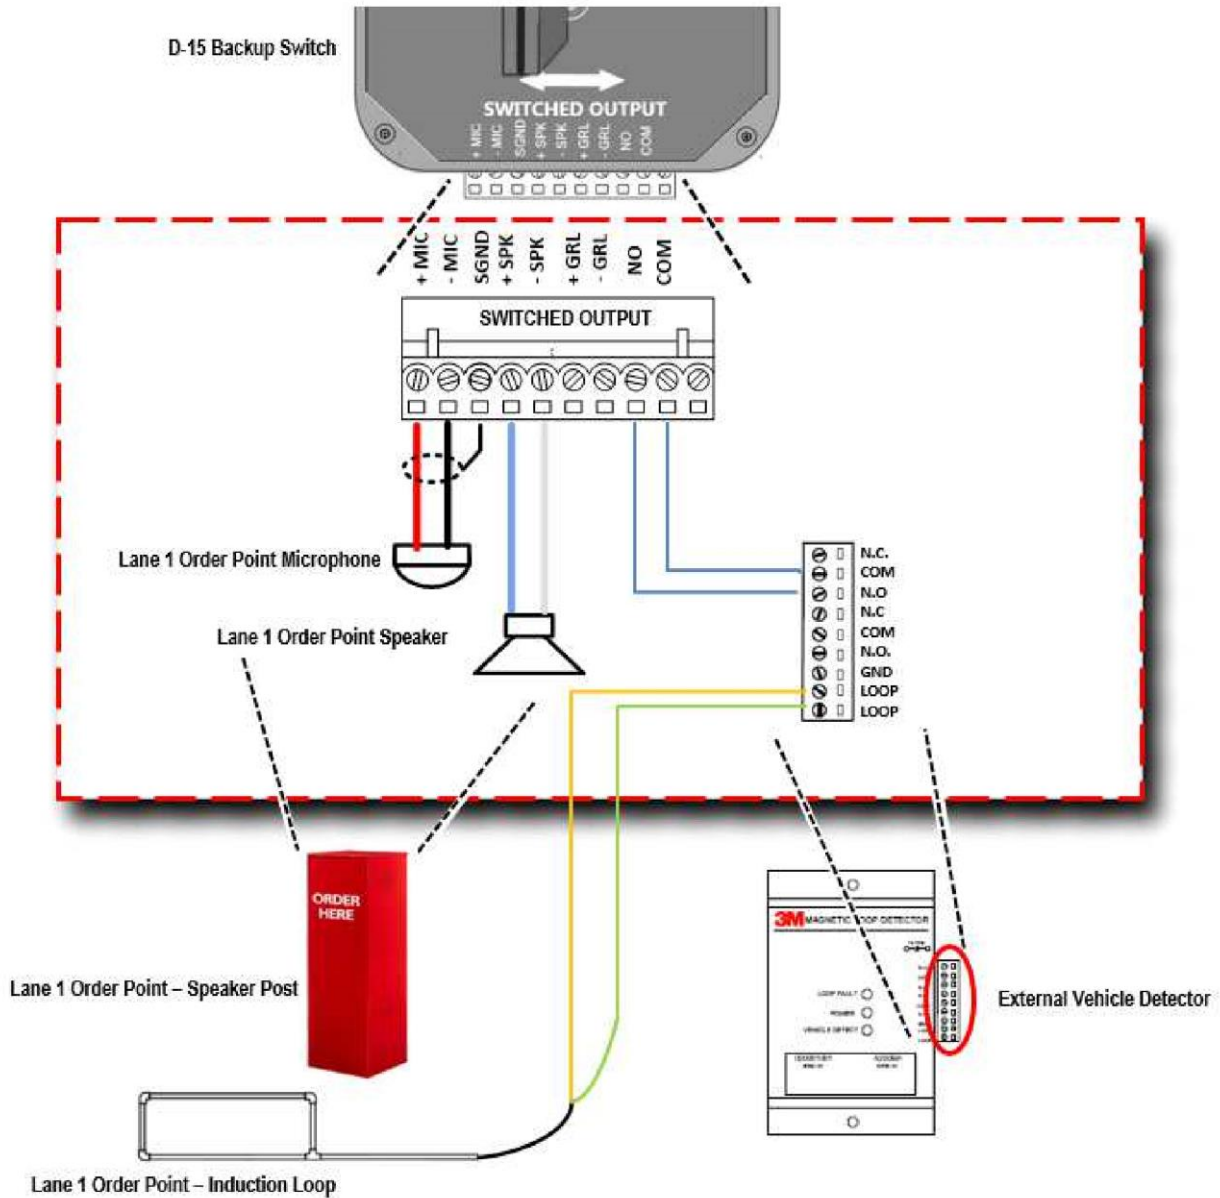 D-15 Backup Switch
SWITCHED OUTPUT
+ MIC
- MIC
SGND
+ SPK
- SPK
+ GRL
- GRL
NO
COM
+ MIC
- MIC
SGND
+ SPK
- SPK
+ GRL
- GRL
NO
COM
SWITCHED OUTPUT
Lane 1 Order Point Microphone
N.C.
COM
N.O
N.C
COM
N.O.
GND
LOOP
LOOP
Lane 1 Order Point Speaker
ORDER
HERE
3M MAGNETIC LOOP DETECTOR
Lane 1 Order Point – Speaker Post
LOOP FAULT
POWER
VEHICLE DETECT
External Vehicle Detector
Lane 1 Order Point – Induction Loop